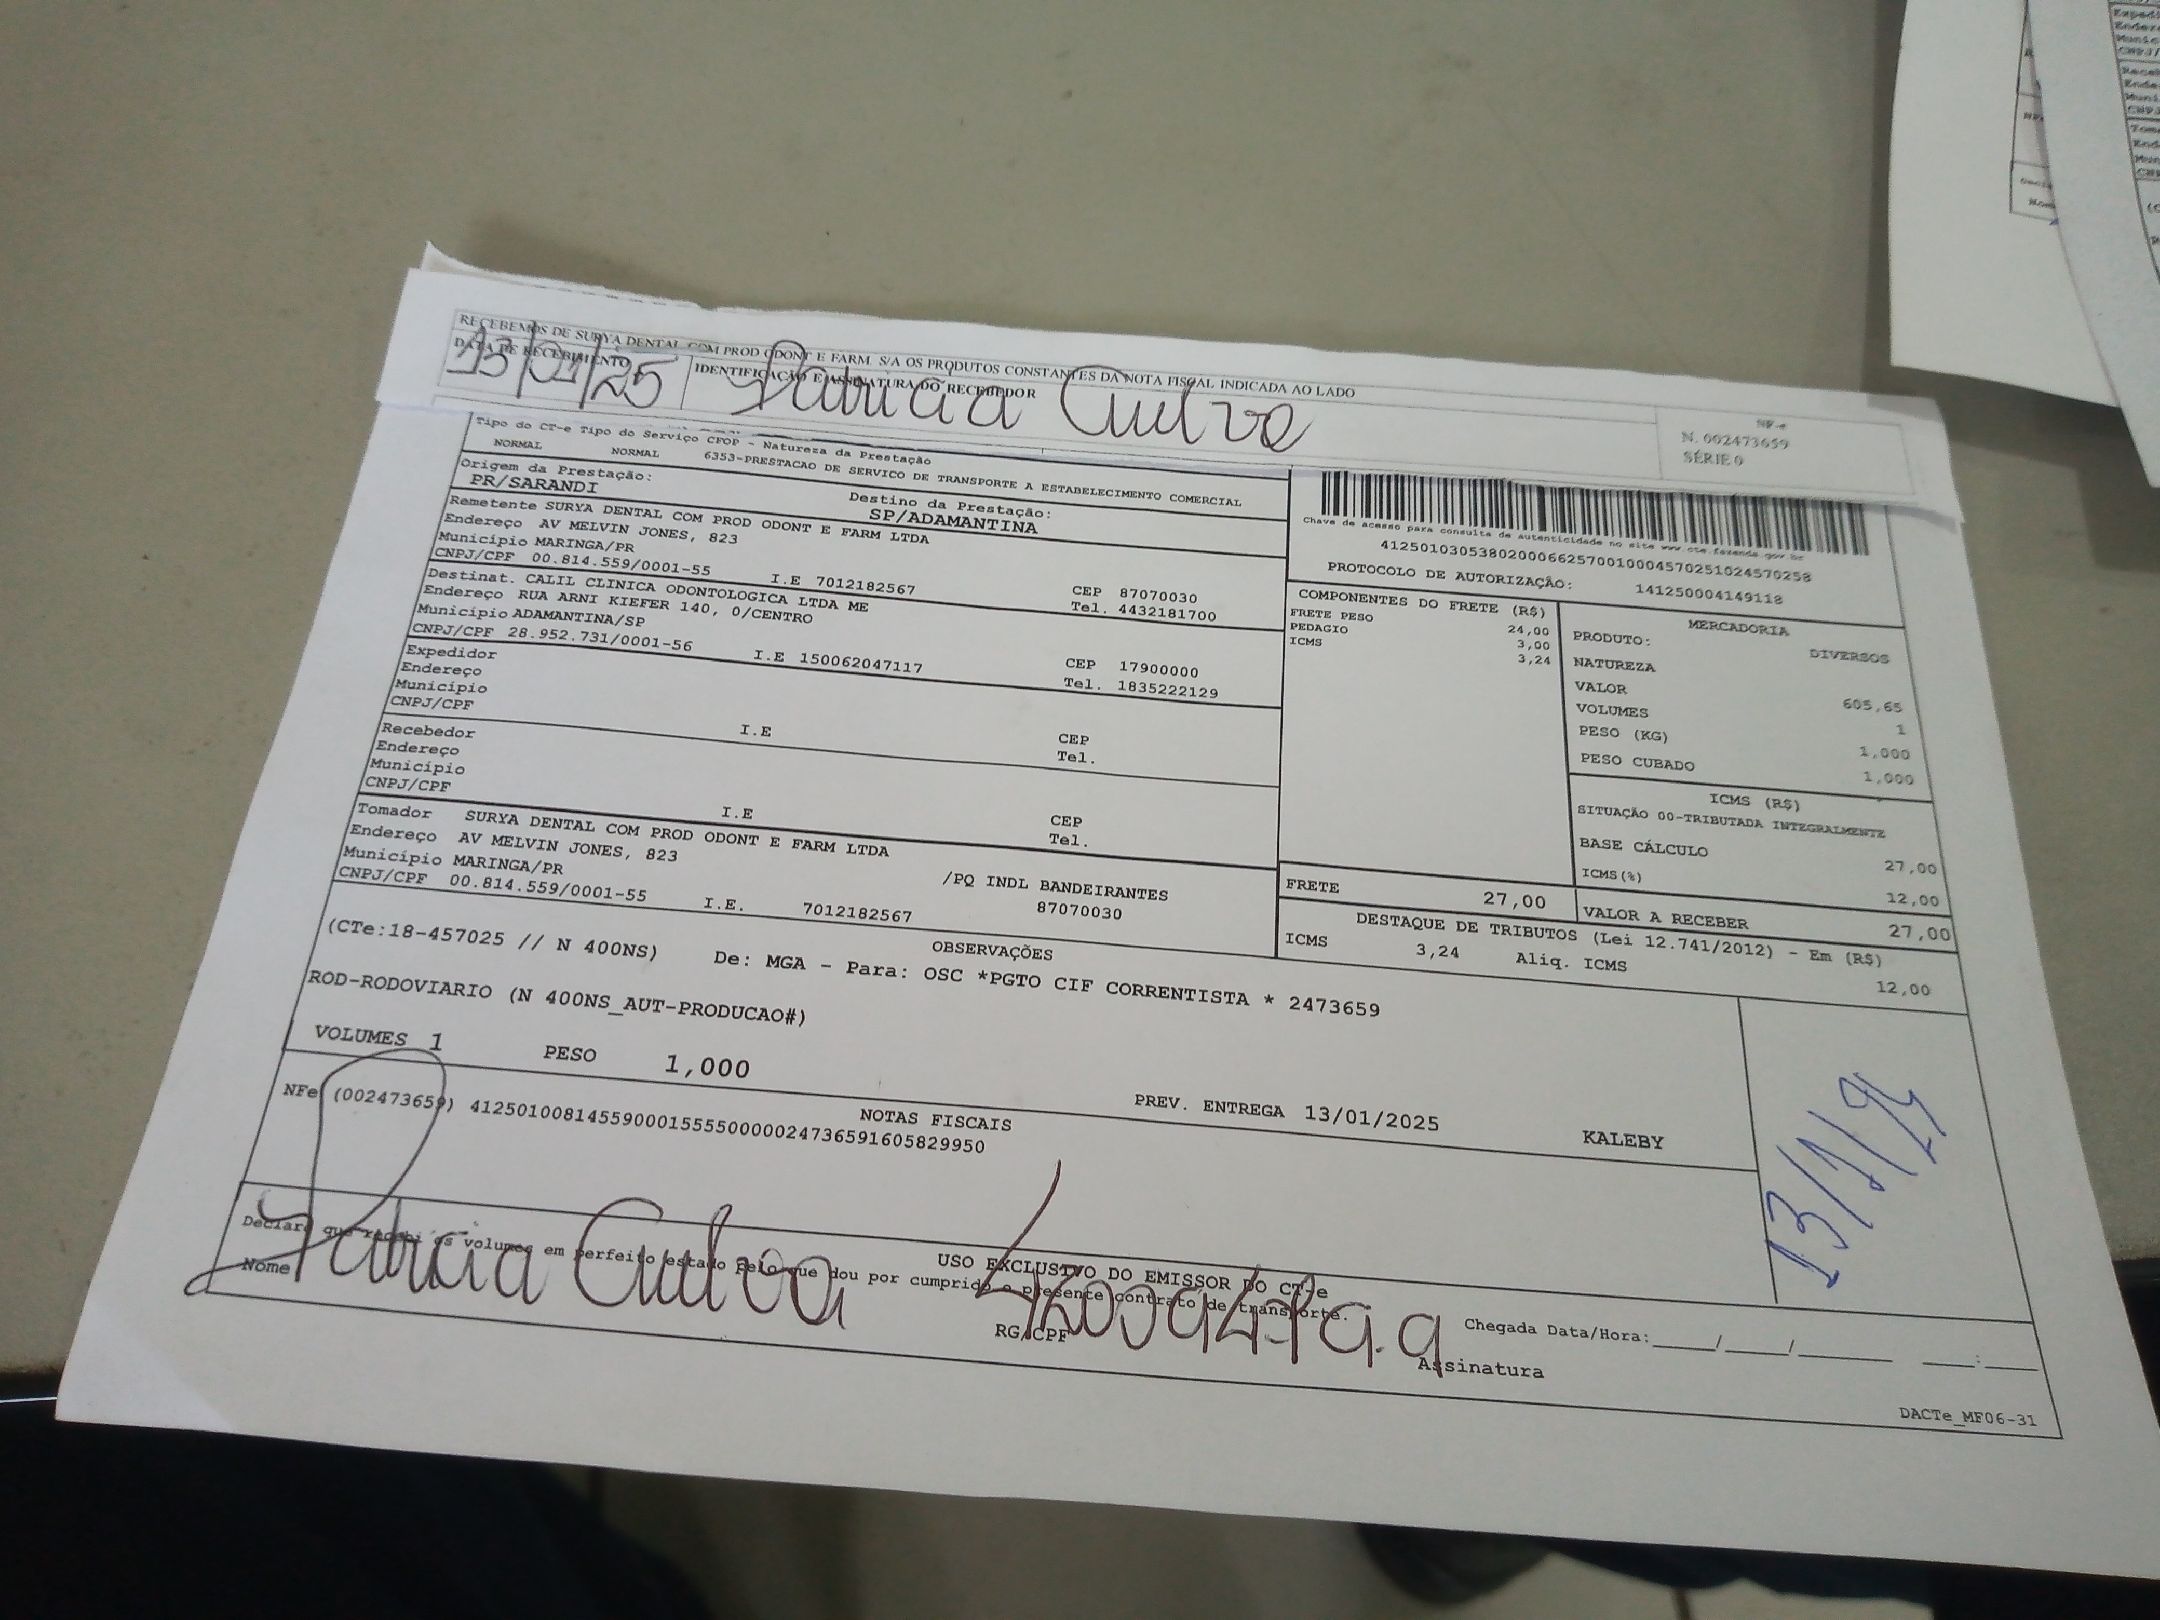 RECEBEMOS DE SURYA DENTAL COM PROD ODONT E FARM. S/A OS PRODUTOS CONSTANTES DA NOTA FISCAL INDICADA AO LADO
DATA DE RECEBIMENTO IDENTIFICAÇÃO E ASSINATURA DO RECEBEDOR
13/01/25 Patricia
NF-e
N. 002473659
SÉRIE 0
Tipo do CT-e Tipo do Serviço CFOP - Natureza da Prestação
NORMAL NORMAL 6353-PRESTACAO DE SERVICO DE TRANSPORTE A ESTABELECIMENTO COMERCIAL
Origem da Prestação: Destino da Prestação:
PR/SARANDI SP/ADAMANTINA
Remetente SURYA DENTAL COM PROD ODONT E FARM LTDA
Endereço AV MELVIN JONES, 823
Município MARINGA/PR CEP 87070030
CNPJ/CPF 00.814.559/0001-55 I.E 7012182567 Tel. 4432181700
Destinat. CALIL CLINICA ODONTOLOGICA LTDA ME
Endereço RUA ARNI KIEFER 140, 0/CENTRO
Município ADAMANTINA/SP CEP 17900000
CNPJ/CPF 28.952.731/0001-56 I.E 150062047117 Tel. 1835222129
Expedidor
Endereço
Município CEP
CNPJ/CPF I.E Tel.
Recebedor
Endereço
Município CEP
CNPJ/CPF I.E Tel.
Tomador SURYA DENTAL COM PROD ODONT E FARM LTDA
Endereço AV MELVIN JONES, 823 /PQ INDL BANDEIRANTES
Município MARINGA/PR 87070030
CNPJ/CPF 00.814.559/0001-55 I.E. 7012182567
Chave de acesso para consulta de autenticidade no site www.cte.fazenda.gov.br
41250103053802000662570010004570251024570258
PROTOCOLO DE AUTORIZAÇÃO: 141250004149118
COMPONENTES DO FRETE (R$)
FRETE PESO 24,00
PEDAGIO 3,00
ICMS 3,24
MERCADORIA
PRODUTO: DIVERSOS
NATUREZA
VALOR 605,65
VOLUMES 1
PESO (KG) 1,000
PESO CUBADO 1,000
ICMS (R$)
SITUAÇÃO 00-TRIBUTADA INTEGRALMENTE
BASE CÁLCULO 27,00
ICMS(%) 12,00
FRETE 27,00 VALOR A RECEBER 27,00
DESTAQUE DE TRIBUTOS (Lei 12.741/2012) - Em (R$)
ICMS 3,24 Aliq. ICMS 12,00
OBSERVAÇÕES
(CTe:18-457025 // N 400NS) De: MGA - Para: OSC *PGTO CIF CORRENTISTA * 2473659
ROD-RODOVIARIO (N 400NS_AUT-PRODUCAO#)
VOLUMES 1 PESO 1,000 PREV. ENTREGA 13/01/2025 KALEBY
NOTAS FISCAIS
NFe (002473659) 41250100814559000155550000024736591605829950
USO EXCLUSIVO DO EMISSOR DO CT-e
Declaro que recebi os volumes em perfeito estado pelo que dou por cumprido o presente contrato de transporte.
Nome Patricia RG/CPF Assinatura Chegada Data/Hora:____/____/______ ____:____
DACTe_MF06-31